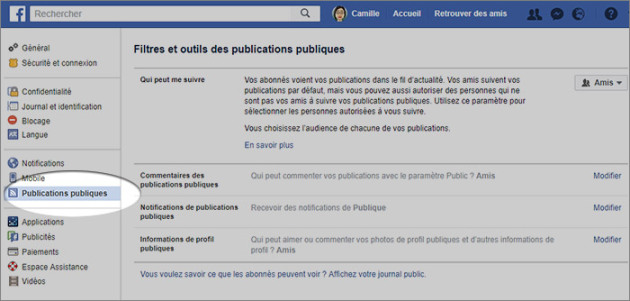 f Rechercher Camille Accueil Retrouver des amis
Général
Sécurité et connexion
Confidentialité
Journal et identification
Blocage
Langue
Notifications
Mobile
Publications publiques
Applications
Publicités
Paiements
Espace Assistance
Vidéos
Filtres et outils des publications publiques
Qui peut me suivre
Vos abonnés voient vos publications dans le fil d'actualité. Vos amis suivent vos
publications par défaut, mais vous pouvez aussi autoriser des personnes qui ne
sont pas vos amis à suivre vos publications publiques. Utilisez ce paramètre pour
sélectionner les personnes autorisées à vous suivre.
Vous choisissez l'audience de chacune de vos publications.
En savoir plus
Amis
Commentaires des
publications publiques
Qui peut commenter vos publications avec le paramètre Public ? Amis
Modifier
Notifications de publications
publiques
Recevoir des notifications de Publique
Modifier
Informations de profil
publiques
Qui peut aimer ou commenter vos photos de profil publiques et d'autres informations de
profil ? Amis
Modifier
Vous voulez savoir ce que les abonnés peuvent voir ? Affichez votre journal public.